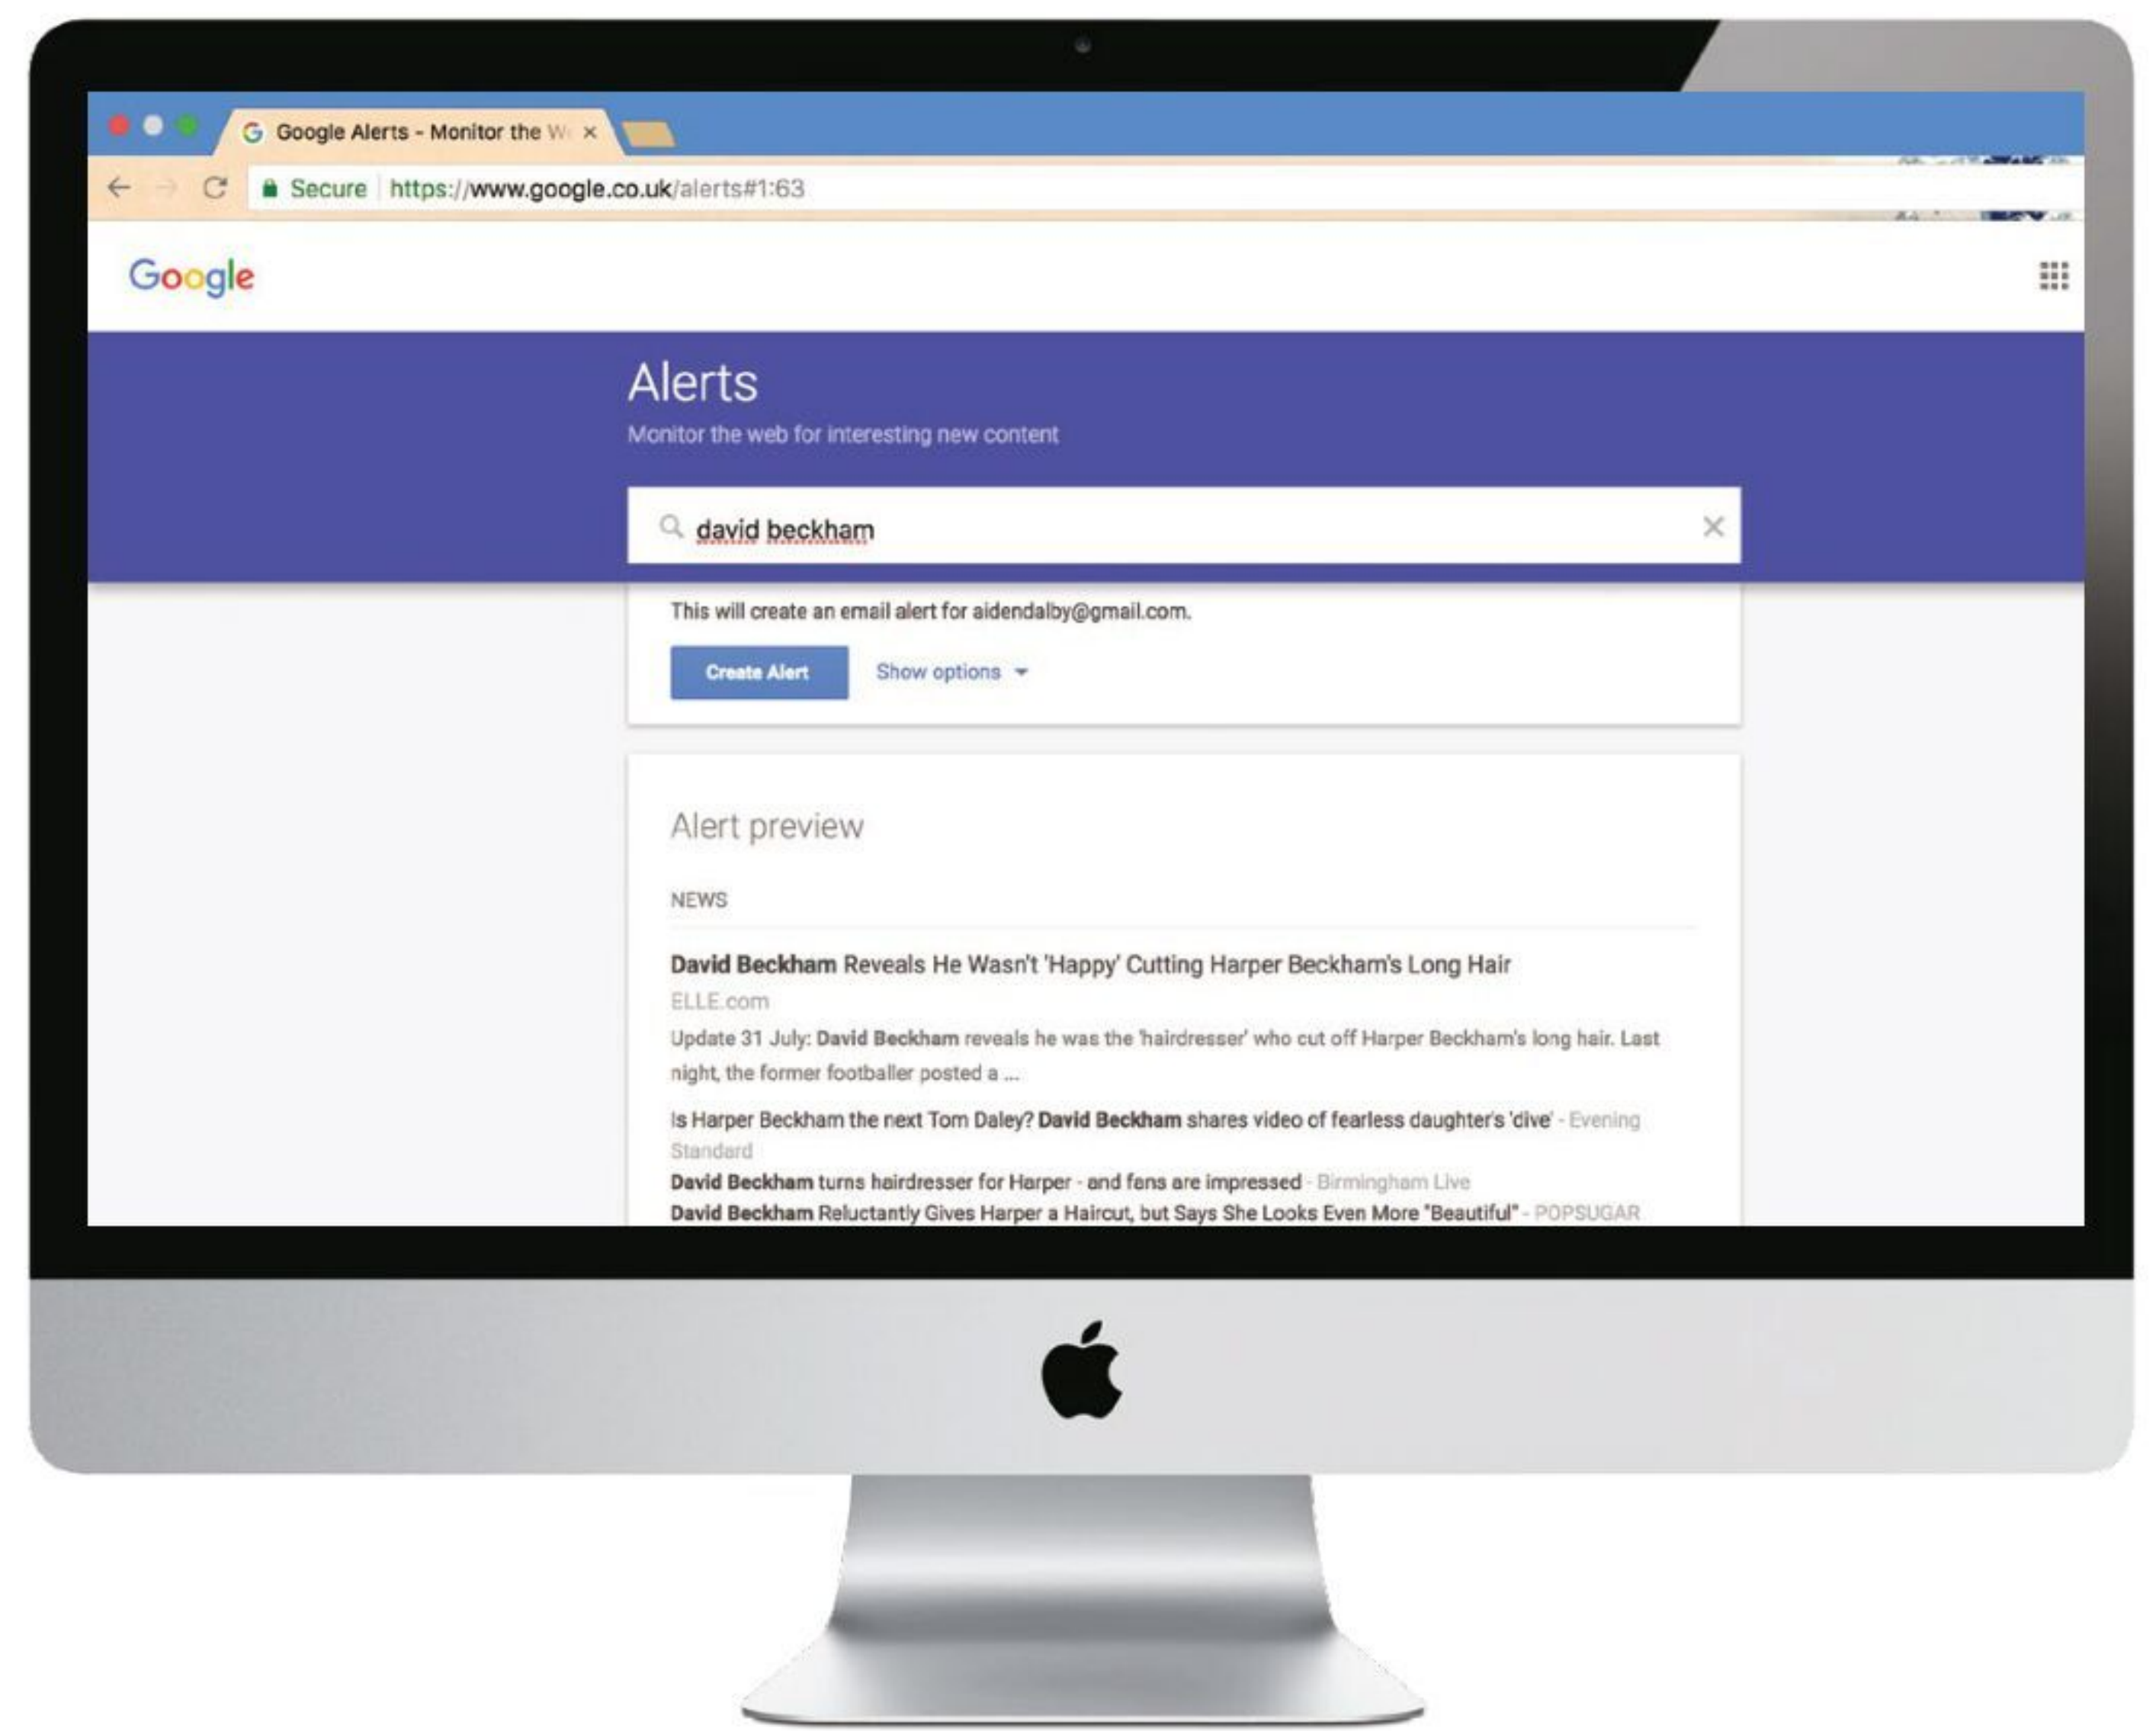 Google Alerts - Monitor the W
Secure https://www.google.co.uk/alerts#1:63
Google
Alerts
Monitor the web for interesting new content
david beckham
This will create an email alert for aidendalby@gmail.com.
Create Alert Show options
Alert preview
NEWS
David Beckham Reveals He Wasn't 'Happy' Cutting Harper Beckham's Long Hair
ELLE.com
Update 31 July: David Beckham reveals he was the 'hairdresser' who cut off Harper Beckham's long hair. Last
night, the former footballer posted a ...
Is Harper Beckham the next Tom Daley? David Beckham shares video of fearless daughter's 'dive' - Evening
Standard
David Beckham turns hairdresser for Harper - and fans are impressed - Birmingham Live
David Beckham Reluctantly Gives Harper a Haircut, but Says She Looks Even More "Beautiful" - POPSUGAR